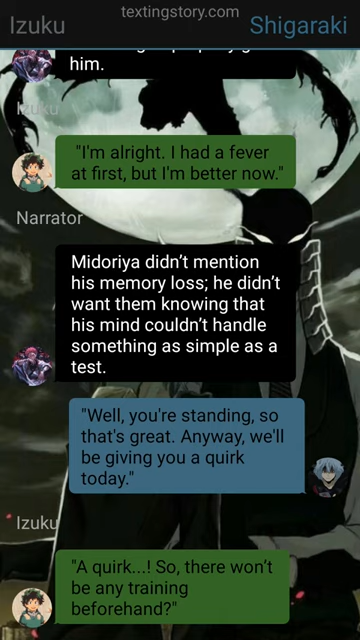 textingstory.com
Izuku
Shigaraki
him.
Izuku
"I'm alright. I had a fever
at first, but I'm better now."
Narrator
Midoriya didn’t mention
his memory loss; he didn’t
want them knowing that
his mind couldn’t handle
something as simple as a
test.
"Well, you're standing, so
that's great. Anyway, we'll
be giving you a quirk
today."
Izuku
"A quirk...! So, there won’t
be any training
beforehand?"